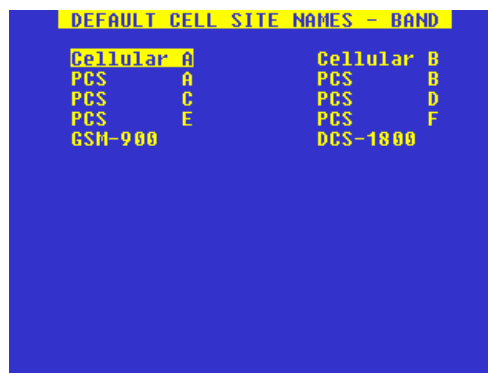 DEFAULT CELL SITE NAMES - BAND
Cellular A Cellular B
PCS A PCS B
PCS C PCS D
PCS E PCS F
GSM-900 DCS-1800